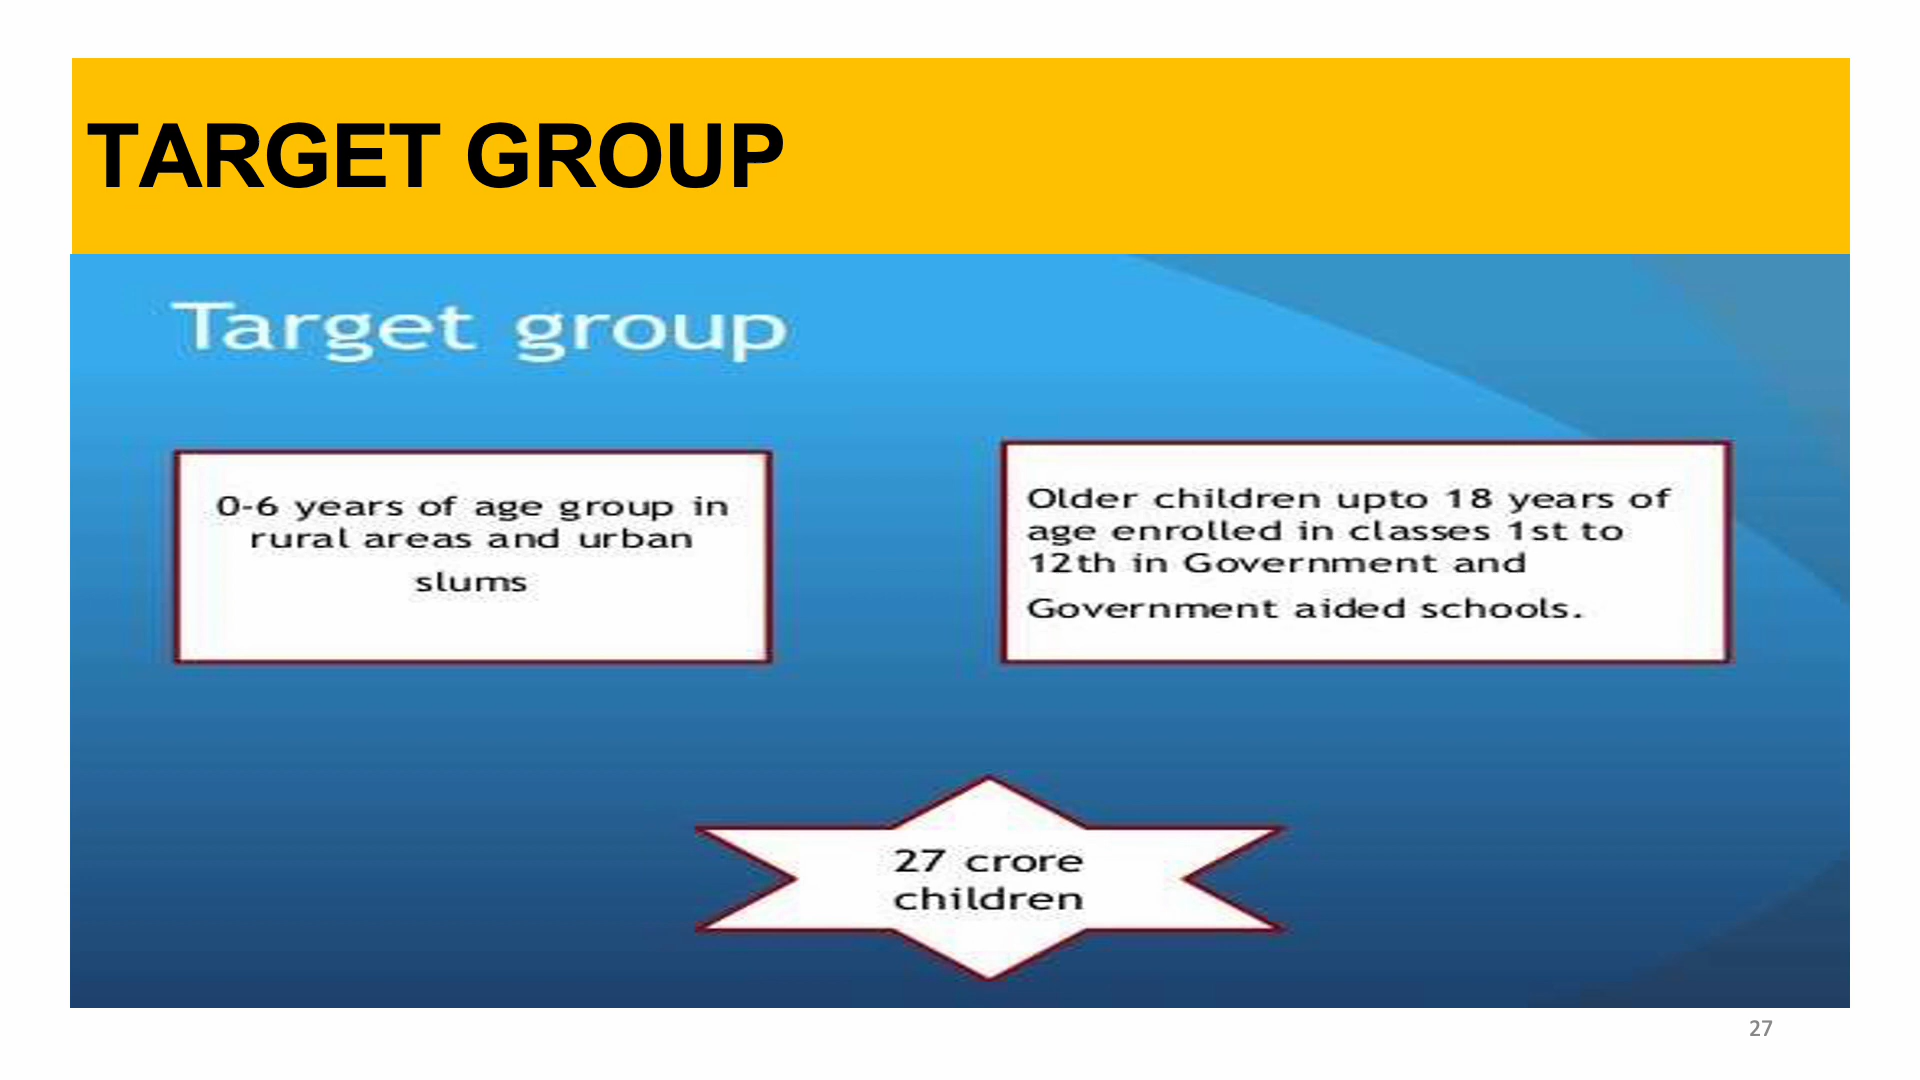 TARGET GROUP
Target group
0-6 years of age group in
rural areas and urban
slums
Older children upto 18 years of
age enrolled in classes 1st to
12th in Government and
Government aided schools.
27 crore
children
27